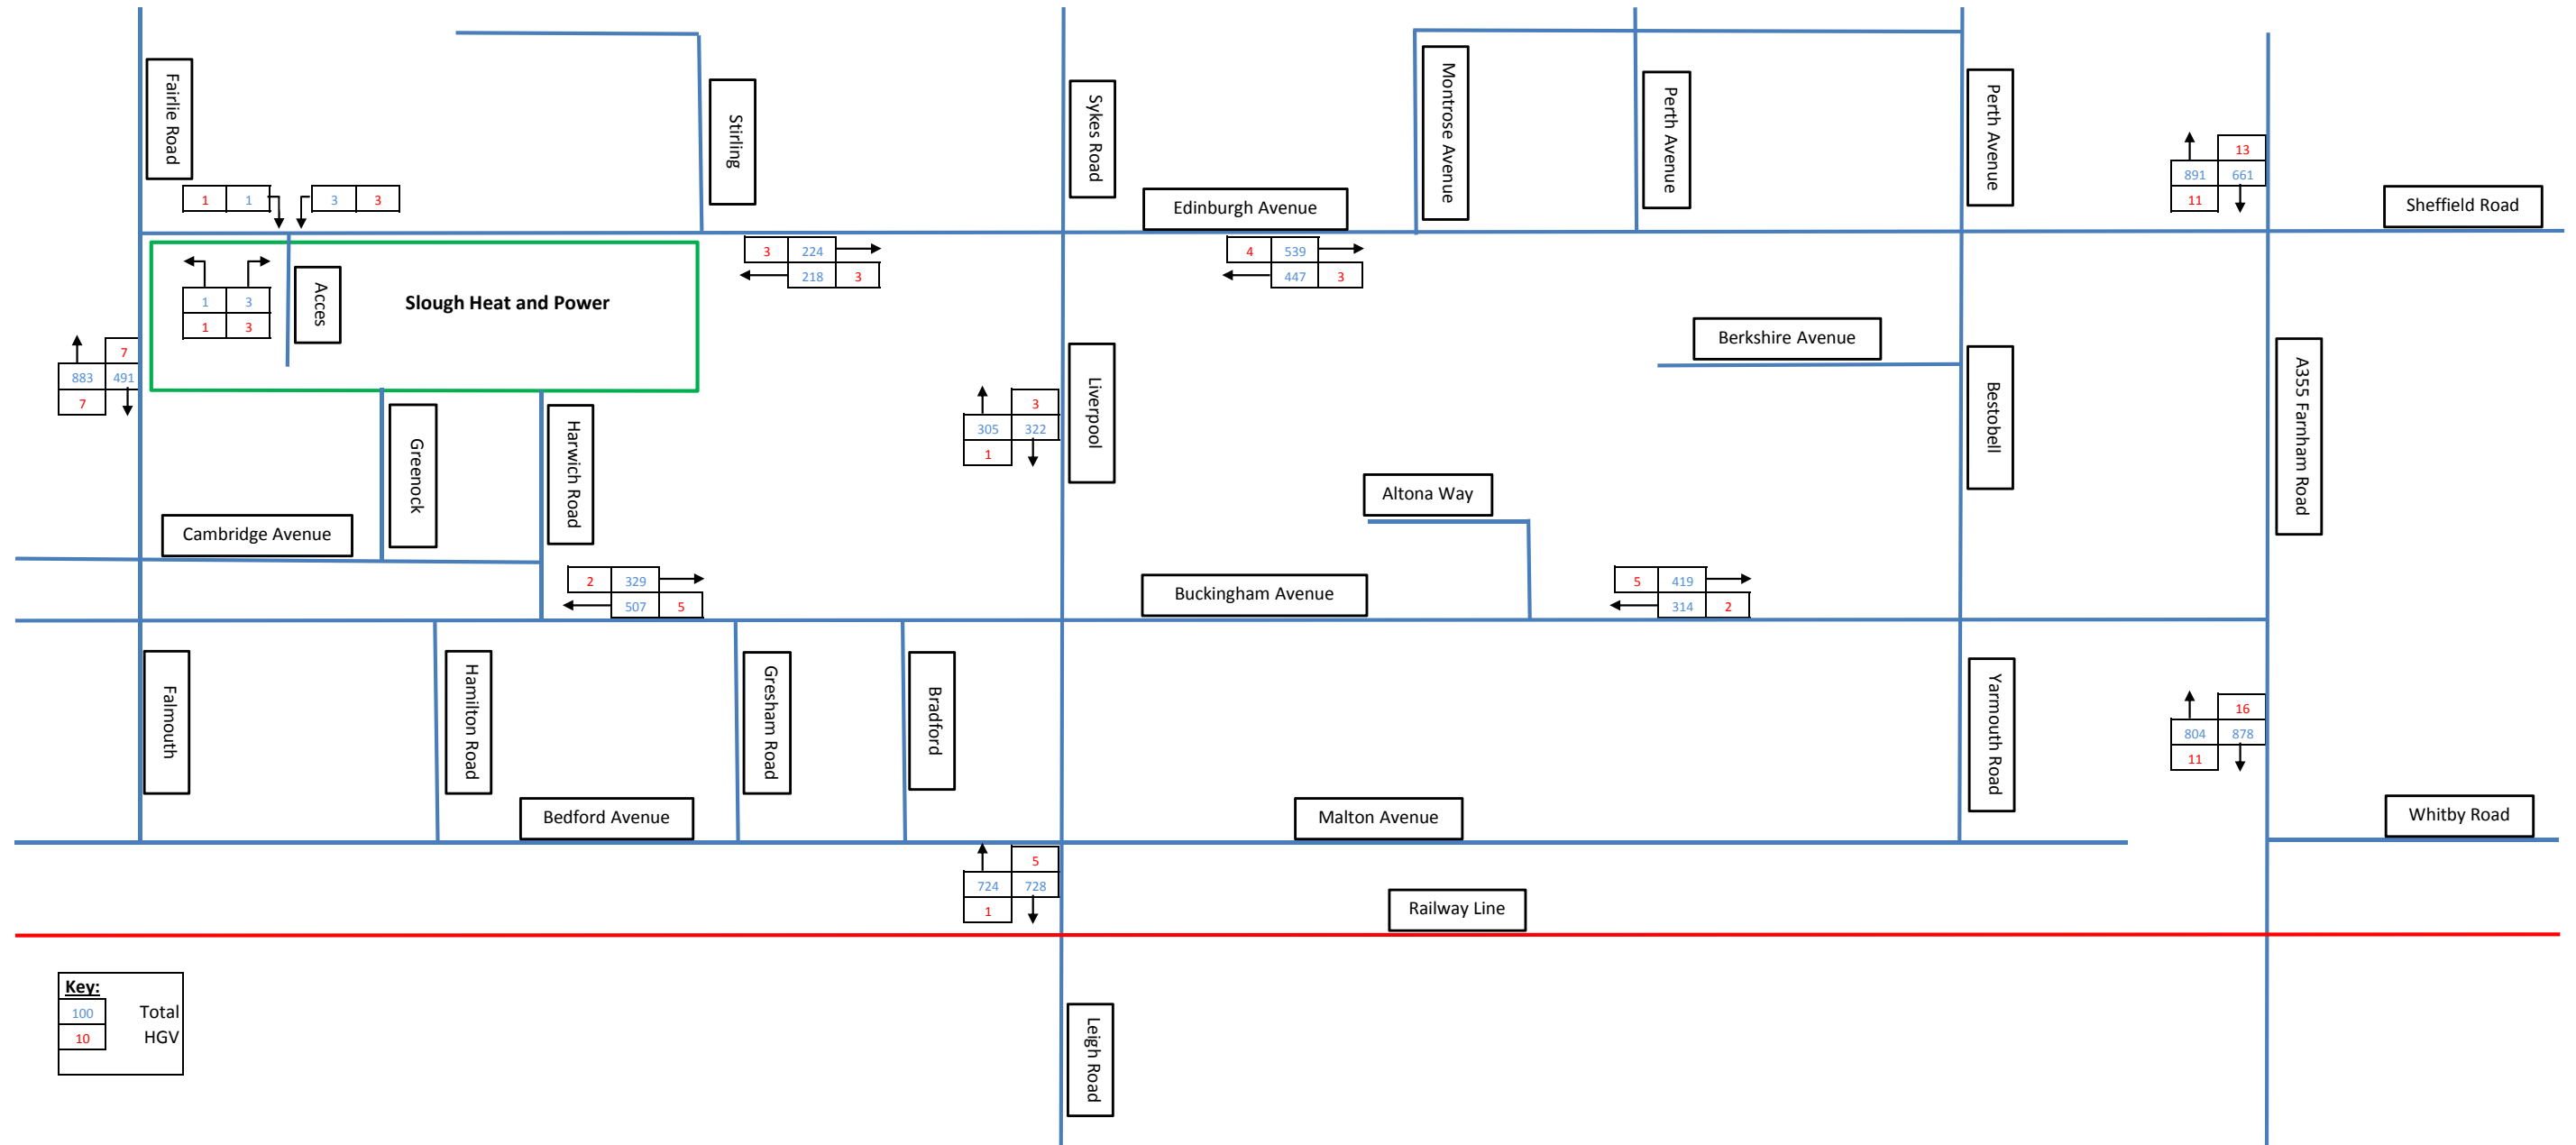 Fairlie Road
Stirling
Sykes Road
Montrose Avenue
Perth Avenue
Perth Avenue
13
891 661
11
1 1
3 3
Edinburgh Avenue
Sheffield Road
3 224
218 3
4 539
447 3
Acces
1 3
1 3
Slough Heat and Power
Berkshire Avenue
7
883 491
7
Liverpool
Bestobell
A355 Farnham Road
3
305 322
1
Greenock
Harwich Road
Altona Way
Cambridge Avenue
2 329
507 5
Buckingham Avenue
5 419
314 2
Falmouth
Hamilton Road
Gresham Road
Bradford
Yarmouth Road
16
804 878
11
Bedford Avenue
Malton Avenue
Whitby Road
5
724 728
1
Railway Line
Key:
100 Total
10 HGV
Leigh Road